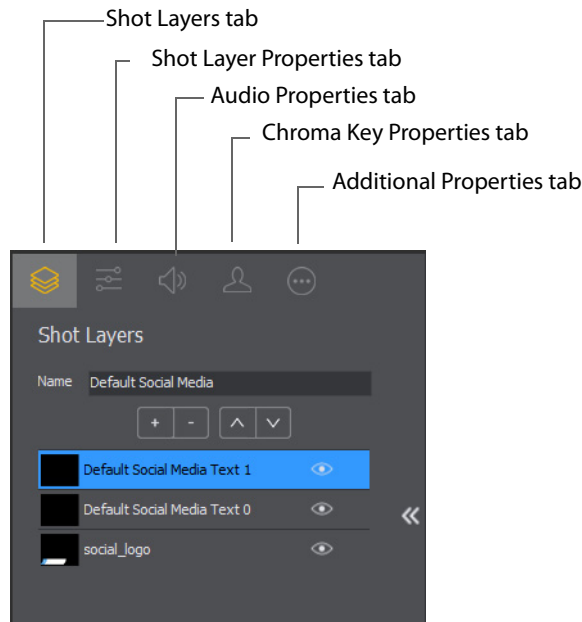 Shot Layers tab
Shot Layer Properties tab
Audio Properties tab
Chroma Key Properties tab
Additional Properties tab
Shot Layers
Name Default Social Media
+ -
Default Social Media Text 1
Default Social Media Text 0
social_logo